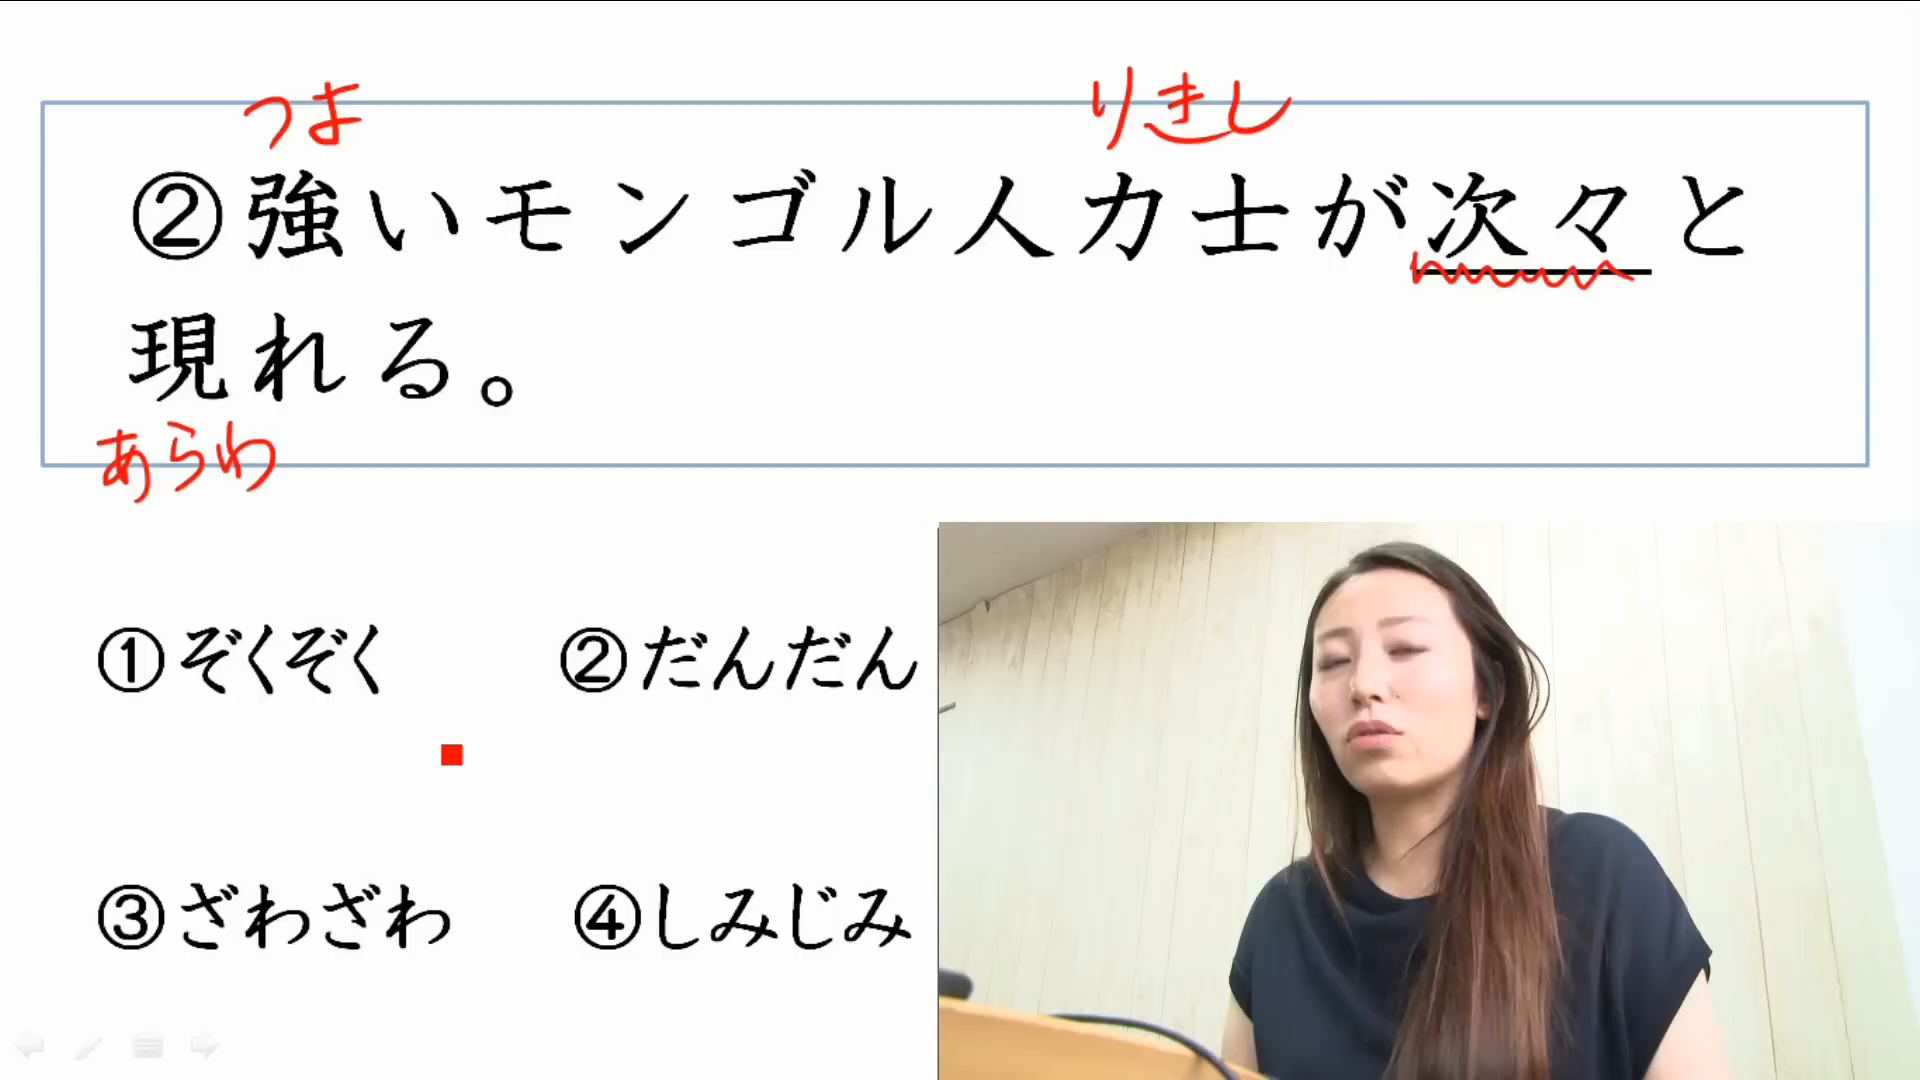 つよ りきし
②強いモンゴル人力士が次々と
現れる。
あらわ
①ぞくぞく ②だんだん
③ざわざわ ④しみじみ